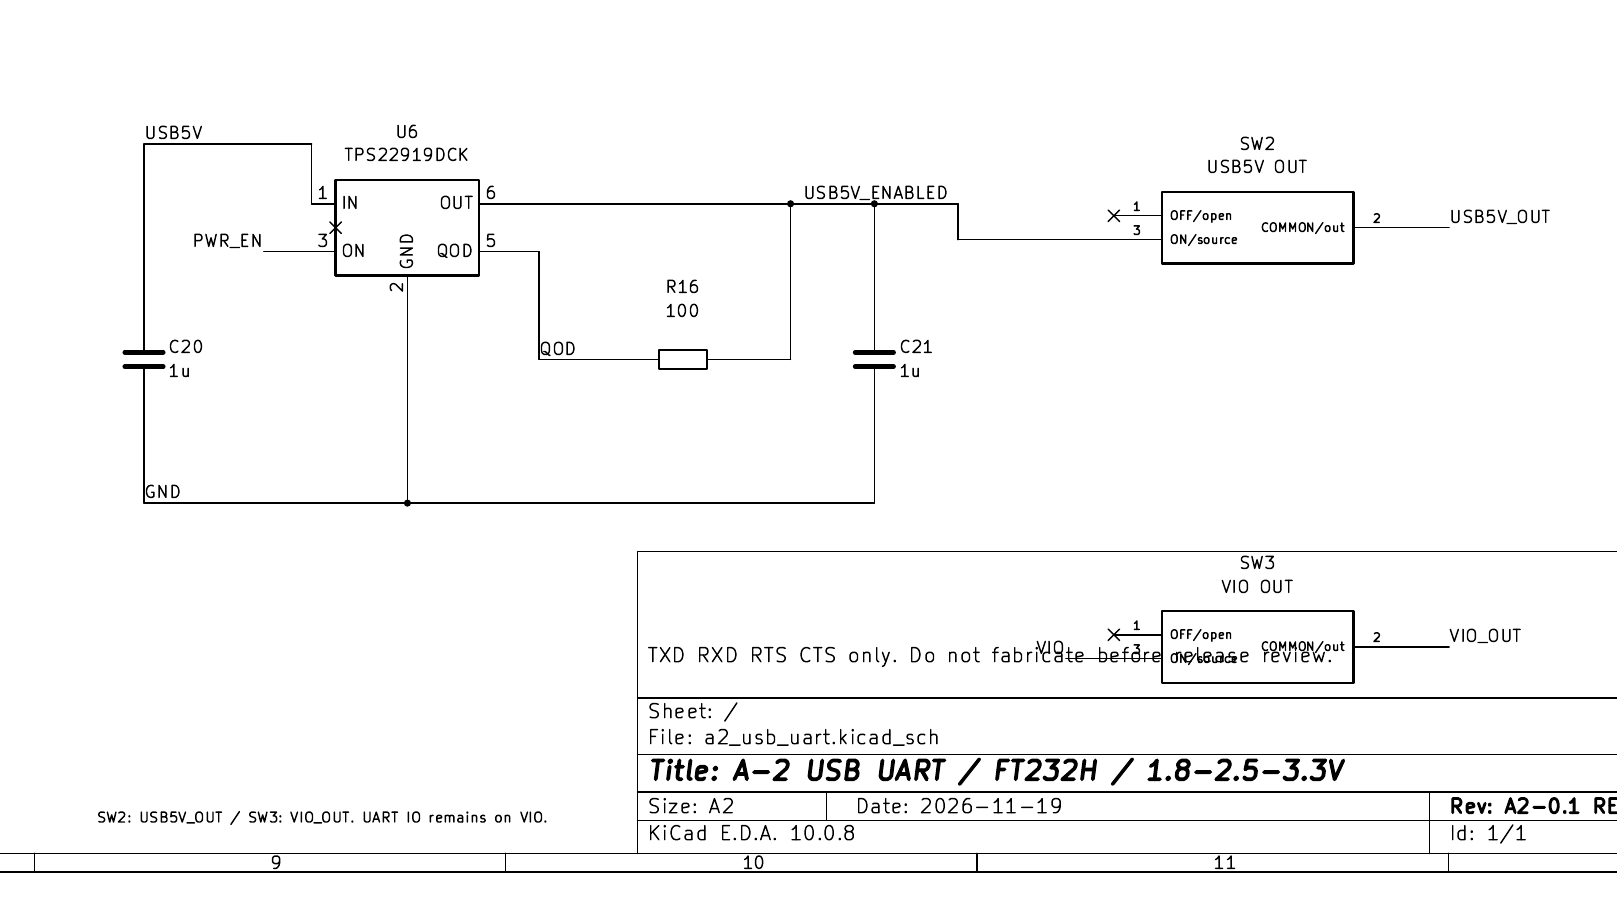 USB5V
U6
TPS22919DCK
1
IN
OUT
6
PWR_EN
3
ON
GND
QOD
5
2
USB5V_ENABLED
SW2
USB5V OUT
1
OFF/open
3
ON/source
COMMON/out
2
USB5V_OUT
R16
100
QOD
C20
1u
C21
1u
GND
SW3
VIO OUT
1
OFF/open
VIO
3
ON/source
COMMON/out
2
VIO_OUT
TXD RXD RTS CTS only. Do not fabricate before release review.
Sheet: /
File: a2_usb_uart.kicad_sch
Title: A-2 USB UART / FT232H / 1.8-2.5-3.3V
Size: A2
Date: 2026-11-19
Rev: A2-0.1 RE
KiCad E.D.A. 10.0.8
Id: 1/1
SW2: USB5V_OUT / SW3: VIO_OUT. UART IO remains on VIO.
9
10
11